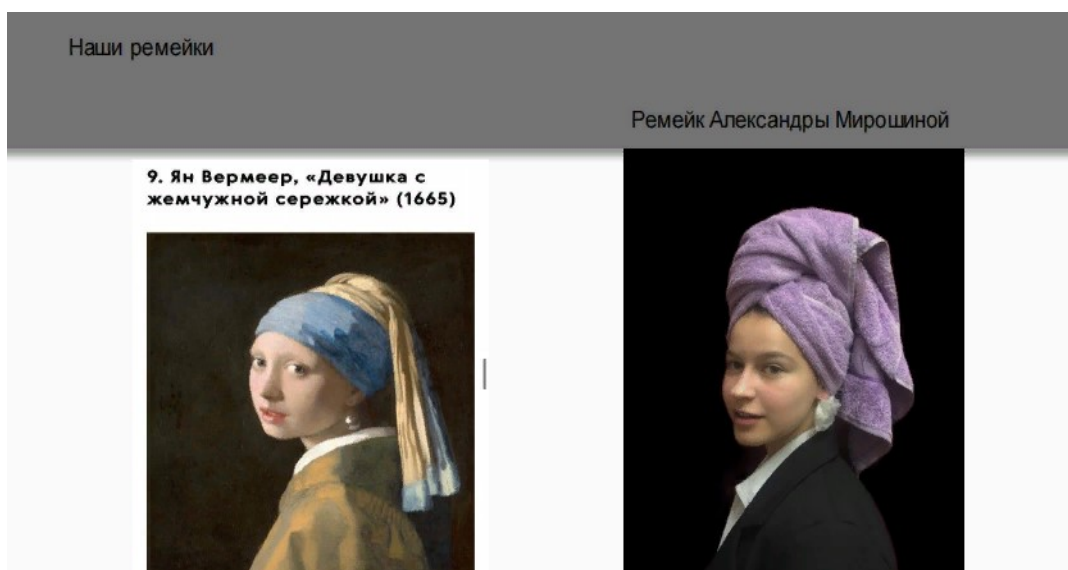 Наши ремейки
Ремейк Александры Мирошиной
9. Ян Вермеер, «Девушка с
жемчужной сережкой» (1665)